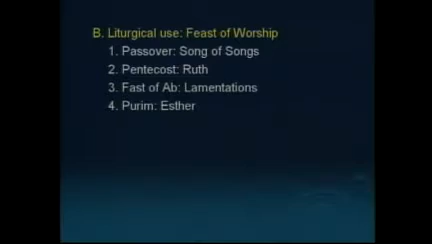 B. Liturgical use: Feast of Worship
1. Passover: Song of Songs
2. Pentecost: Ruth
3. Fast of Ab: Lamentations
4. Purim: Esther